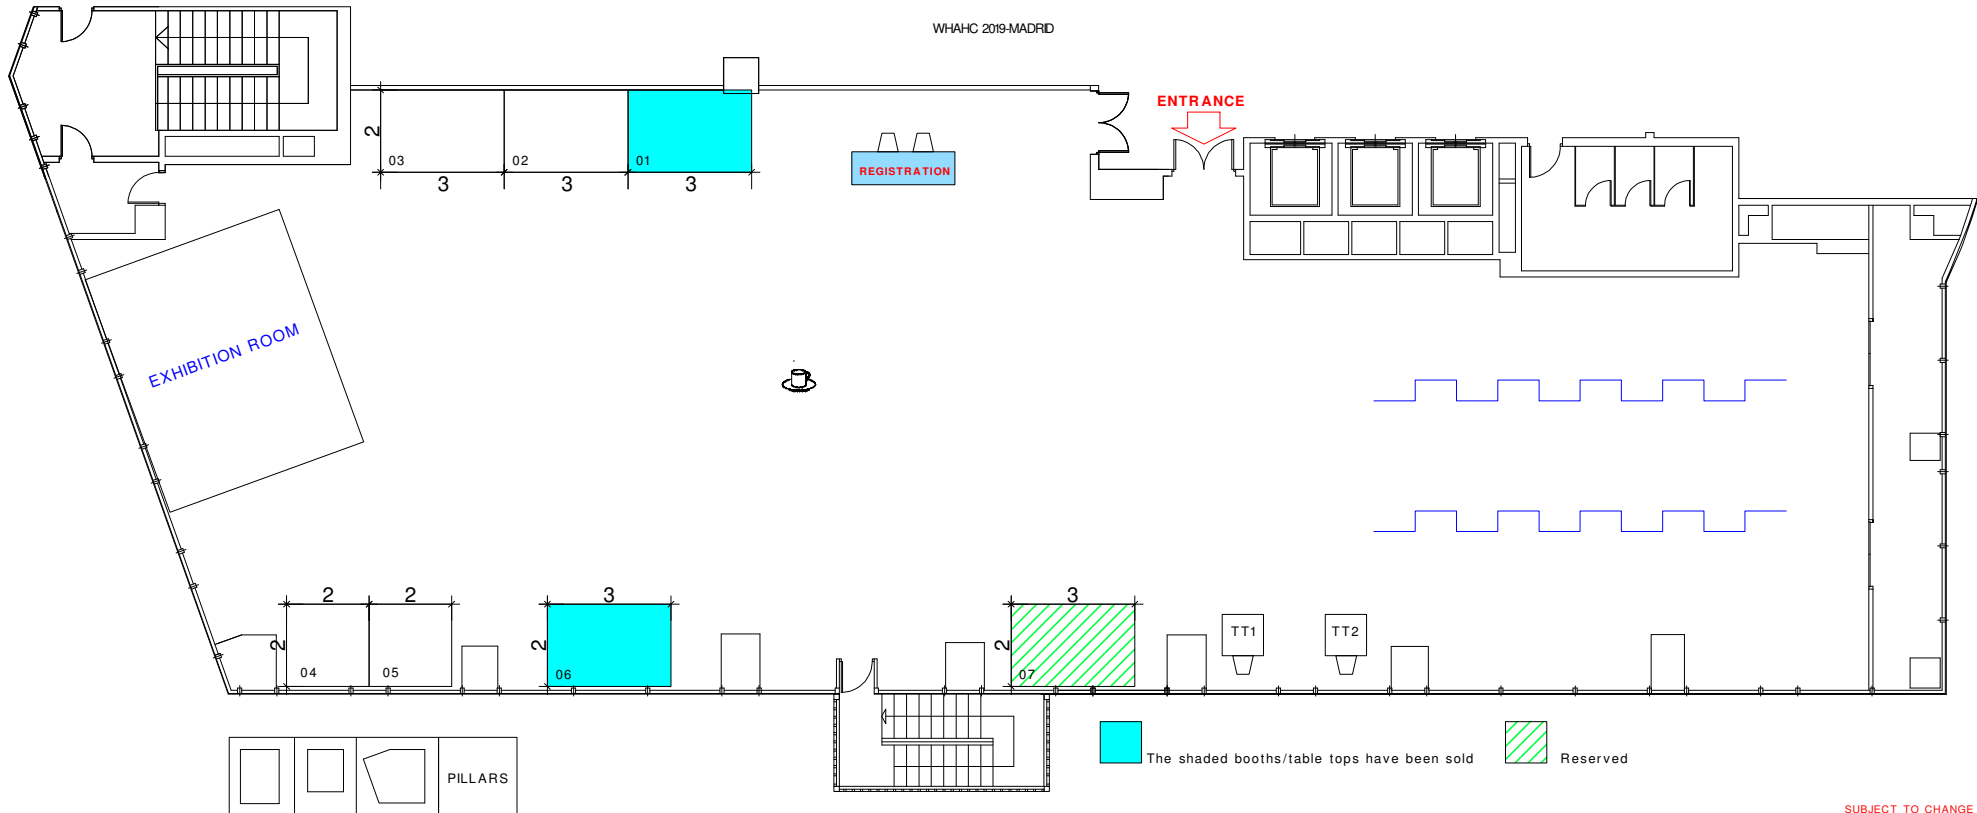 WHAHC 2019-MADRID
ENTRANCE
2
03
02
01
REGISTRATION
3
3
3
EXHIBITION ROOM
2
2
3
3
2
04
05
2
06
2
07
TT1
TT2
PILLARS
The shaded booths/table tops have been sold
Reserved
SUBJECT TO CHANGE